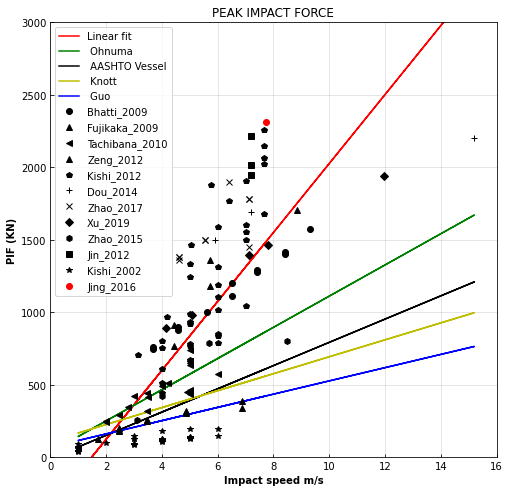 PEAK IMPACT FORCE
Linear fit
Ohnuma
AASHTO Vessel
Knott
Guo
Bhatti_2009
Fujikaka_2009
Tachibana_2010
Zeng_2012
Kishi_2012
Dou_2014
Zhao_2017
Xu_2019
Zhao_2015
Jin_2012
Kishi_2002
Jing_2016
3000
2500
2000
1500
1000
500
0
PIF (KN)
0 2 4 6 8 10 12 14 16
Impact speed m/s